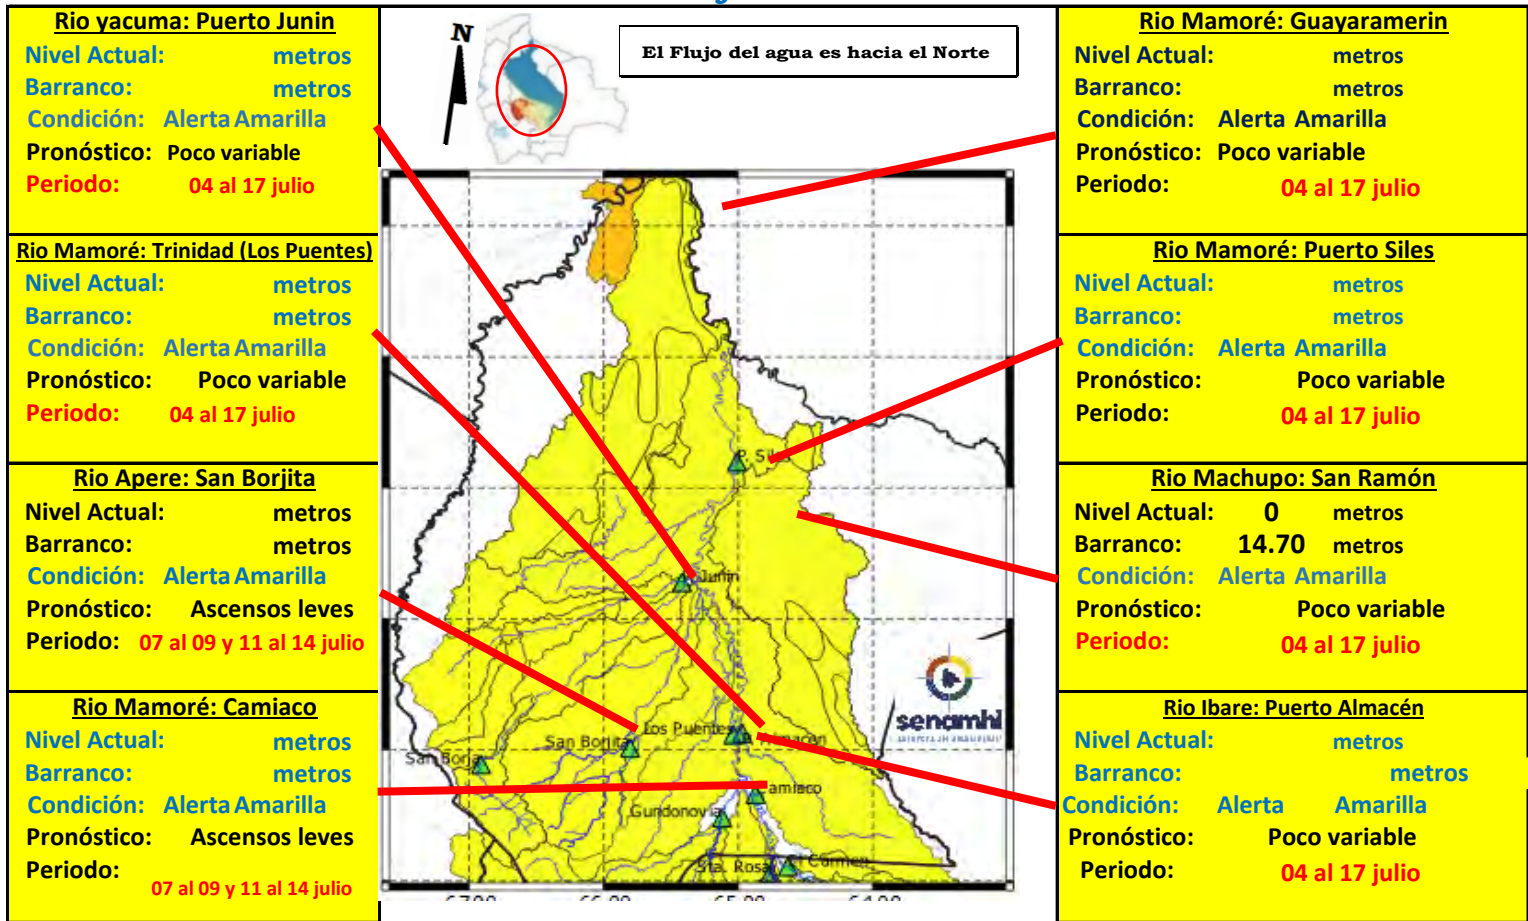 Rio yacuma: Puerto Junin
Nivel Actual: metros
Barranco: metros
Condición: Alerta Amarilla
Pronóstico: Poco variable
Periodo: 04 al 17 julio
Rio Mamoré: Trinidad (Los Puentes)
Nivel Actual: metros
Barranco: metros
Condición: Alerta Amarilla
Pronóstico: Poco variable
Periodo: 04 al 17 julio
Rio Apere: San Borjita
Nivel Actual: metros
Barranco: metros
Condición: Alerta Amarilla
Pronóstico: Ascensos leves
Periodo: 07 al 09 y 11 al 14 julio
Rio Mamoré: Camiaco
Nivel Actual: metros
Barranco: metros
Condición: Alerta Amarilla
Pronóstico: Ascensos leves
Periodo:
07 al 09 y 11 al 14 julio
N
El Flujo del agua es hacia el Norte
P. Siles
Junin
Los Puentes
P. Almacén
San Borjita
San Borja
Camiaco
Gundonovia
Sta. Rosa
El Carmen
senamhi
Rio Mamoré: Guayaramerin
Nivel Actual: metros
Barranco: metros
Condición: Alerta Amarilla
Pronóstico: Poco variable
Periodo: 04 al 17 julio
Rio Mamoré: Puerto Siles
Nivel Actual: metros
Barranco: metros
Condición: Alerta Amarilla
Pronóstico: Poco variable
Periodo: 04 al 17 julio
Rio Machupo: San Ramón
Nivel Actual: 0 metros
Barranco: 14.70 metros
Condición: Alerta Amarilla
Pronóstico: Poco variable
Periodo: 04 al 17 julio
Rio Ibare: Puerto Almacén
Nivel Actual: metros
Barranco: metros
Condición: Alerta Amarilla
Pronóstico: Poco variable
Periodo: 04 al 17 julio